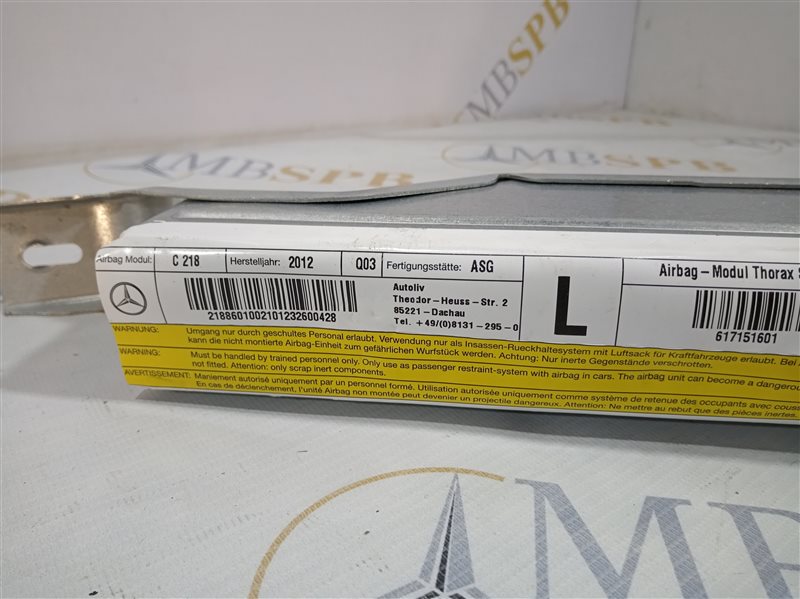 MBSPB
MBSPB
Airbag Modul: C 218 Herstelljahr: 2012 Q03 Fertigungsstätte: ASG
2188601002101232600428
Autoliv
Theodor-Heuss-Str. 2
85221-Dachau
Tel. +49/(0)8131-295-0
L
Airbag-Modul Thorax
617151601
WARNUNG: Umgang nur durch geschultes Personal erlaubt. Verwendung nur als Insassen-Rueckhaltesystem mit Luftsack für Kraftfahrzeuge erlaubt. Bei
kann die nicht montierte Airbag-Einheit zum gefährlichen Wurfstück werden. Achtung: Nur inerte Gegenstände verschrotten.
WARNING: Must be handled by trained personnel only. Only use as passenger restraint-system with airbag in cars. The airbag unit can become a dangerous
not fitted. Attention: only scrap inert components.
AVERTISSEMENT: Maniement autorisé uniquement par un personnel formé. Utilisation autorisée uniquement comme système de retenue des occupants avec
En cas de déclenchement, l'unité Airbag non montée peut devenir un projectile dangereux. Attention: Ne mettre au rebut que des pièces inertes.
MBSPB